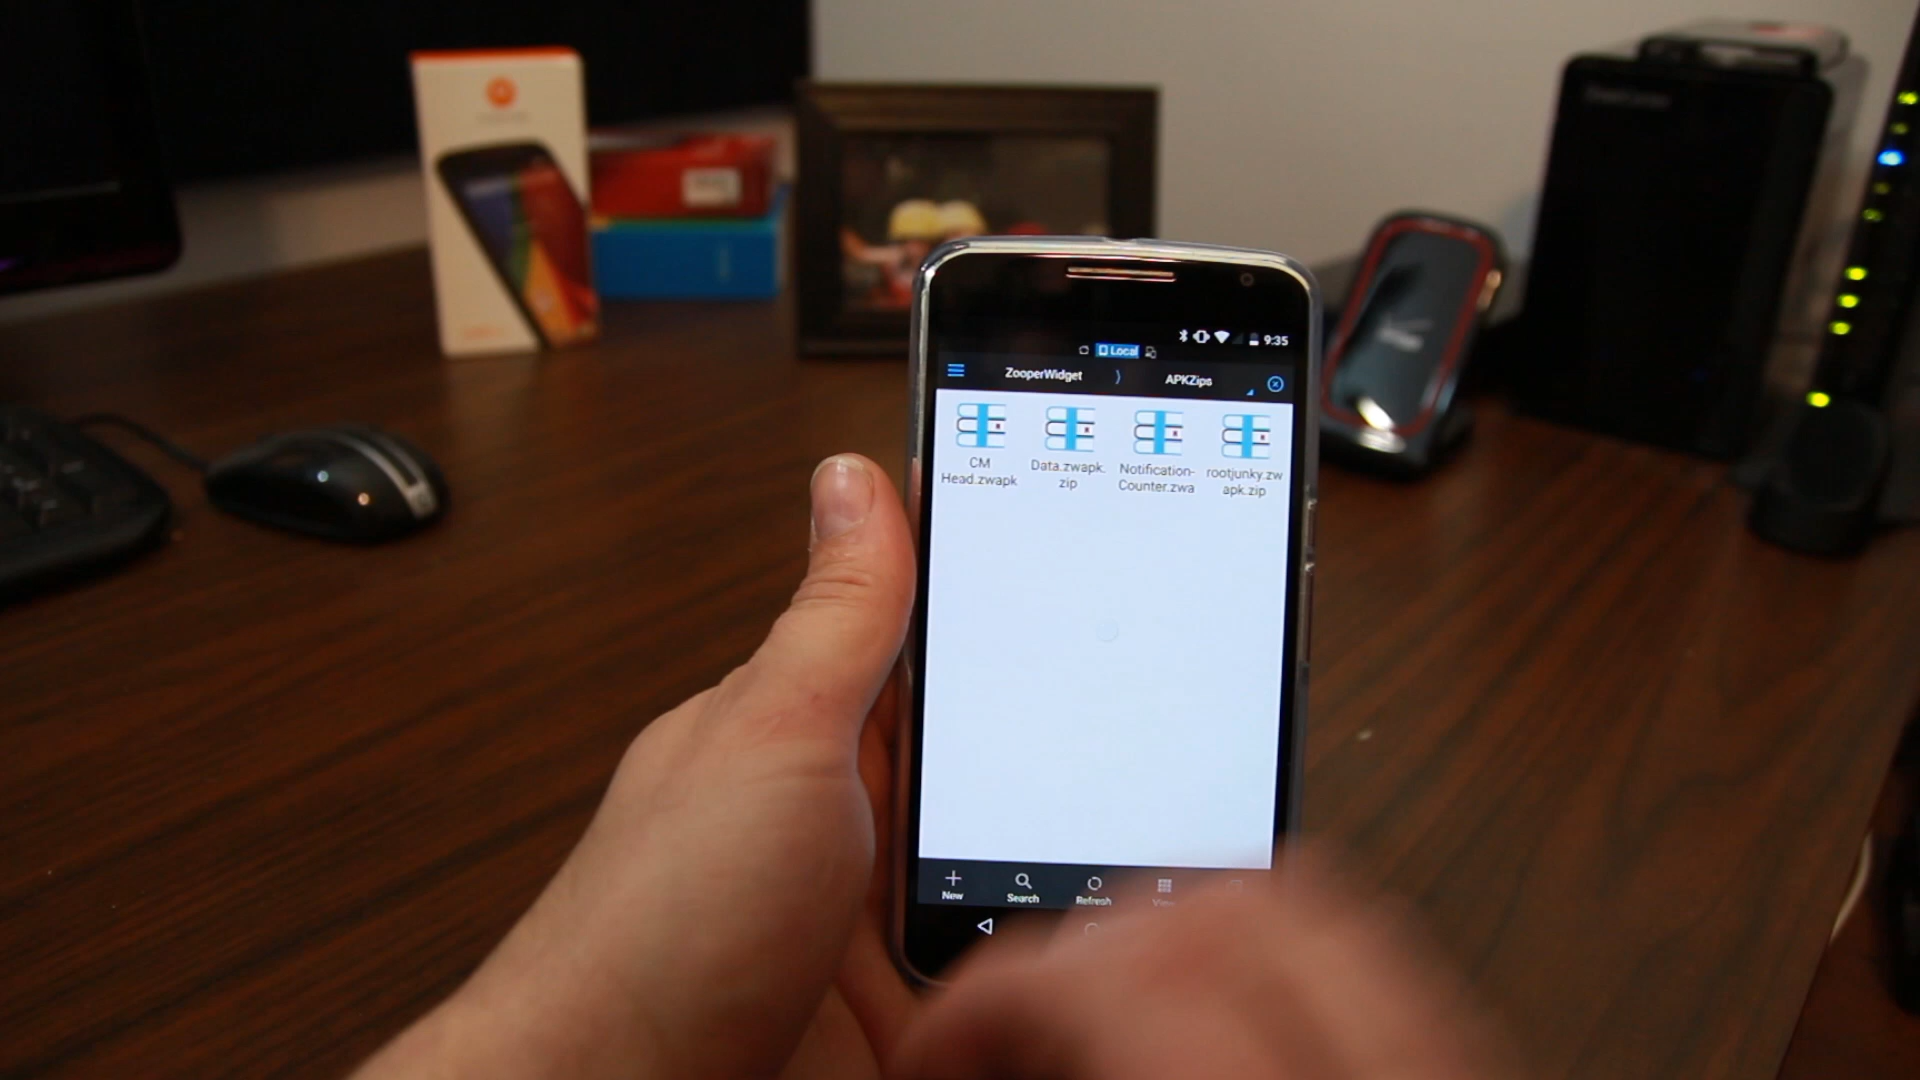 9:35
Local
ZooperWidget
APKZips
CM
Head.zwapk
Data.zwapk.
zip
Notification-
Counter.zwa
rootjunky.zw
apk.zip
New
Search
Refresh